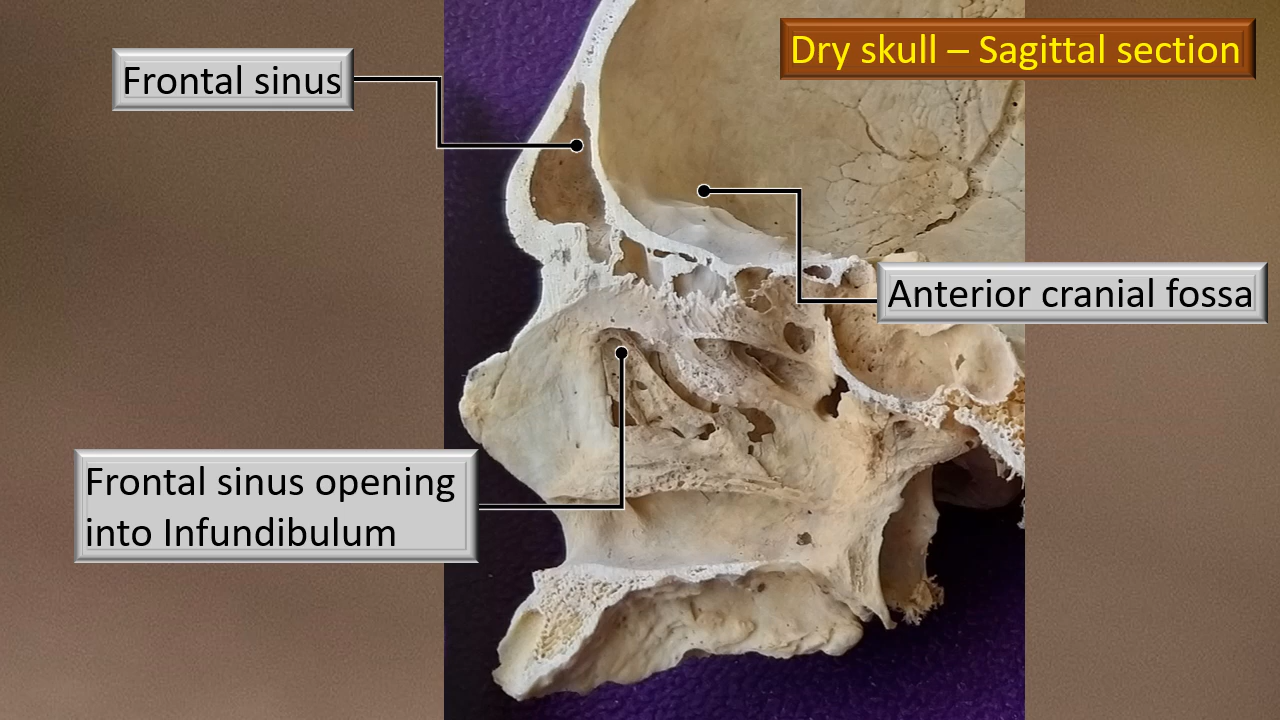 Dry skull – Sagittal section
Frontal sinus
Anterior cranial fossa
Frontal sinus opening
into Infundibulum